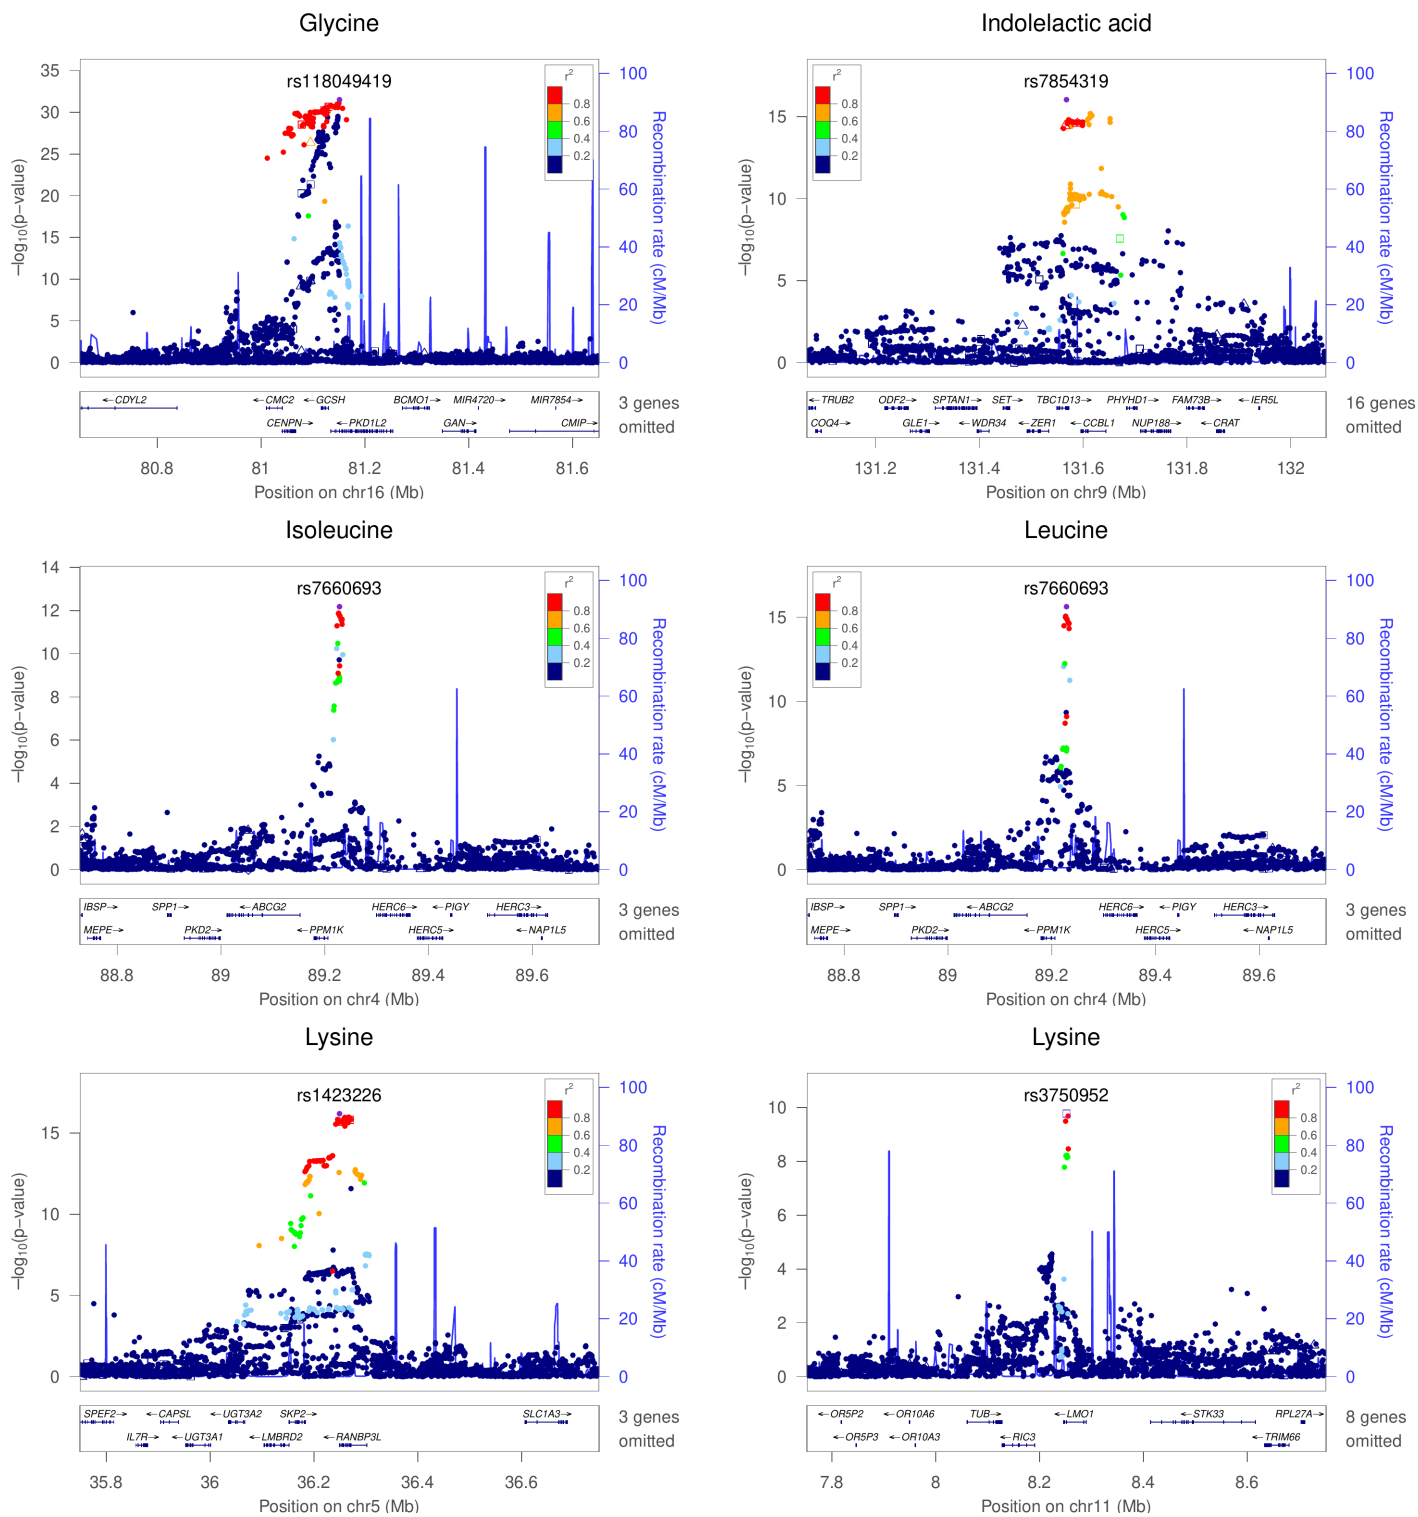 Glycine
rs118049419
r2
0.8
0.6
0.4
0.2
35
30
25
20
15
10
5
0
−log10(p−value)
100
80
60
40
20
0
Recombination rate (cM/Mb)
←CDYL2 ←CMC2 ←GCSH BCMO1→ MIR4720→ MIR7854→
CENPN→ ←PKD1L2 GAN→ CMIP→
3 genes
omitted
80.8 81 81.2 81.4 81.6
Position on chr16 (Mb)
Indolelactic acid
rs7854319
r2
0.8
0.6
0.4
0.2
15
10
5
0
−log10(p−value)
100
80
60
40
20
0
Recombination rate (cM/Mb)
←TRUB2 ODF2→ SPTAN1→ SET→ TBC1D13→ PHYHD1→ FAM73B→ ←IER5L
COQ4→ GLE1→ ←WDR34 ←ZER1 ←CCBL1 NUP188→ ←CRAT
16 genes
omitted
131.2 131.4 131.6 131.8 132
Position on chr9 (Mb)
Isoleucine
rs7660693
r2
0.8
0.6
0.4
0.2
14
12
10
8
6
4
2
0
−log10(p−value)
100
80
60
40
20
0
Recombination rate (cM/Mb)
IBSP→ SPP1→ ←ABCG2 HERC6→ ←PIGY HERC3→
MEPE→ PKD2→ ←PPM1K HERC5→ ←NAP1L5
3 genes
omitted
88.8 89 89.2 89.4 89.6
Position on chr4 (Mb)
Leucine
rs7660693
r2
0.8
0.6
0.4
0.2
15
10
5
0
−log10(p−value)
100
80
60
40
20
0
Recombination rate (cM/Mb)
IBSP→ SPP1→ ←ABCG2 HERC6→ ←PIGY HERC3→
MEPE→ PKD2→ ←PPM1K HERC5→ ←NAP1L5
3 genes
omitted
88.8 89 89.2 89.4 89.6
Position on chr4 (Mb)
Lysine
rs1423226
r2
0.8
0.6
0.4
0.2
15
10
5
0
−log10(p−value)
100
80
60
40
20
0
Recombination rate (cM/Mb)
SPEF2→ ←CAPSL ←UGT3A2 SKP2→ SLC1A3→
IL7R→ ←UGT3A1 ←LMBRD2 ←RANBP3L
3 genes
omitted
35.8 36 36.2 36.4 36.6
Position on chr5 (Mb)
Lysine
rs3750952
r2
0.8
0.6
0.4
0.2
10
8
6
4
2
0
−log10(p−value)
100
80
60
40
20
0
Recombination rate (cM/Mb)
←OR5P2 ←OR10A6 TUB→ ←LMO1 ←STK33 RPL27A→
←OR5P3 ←OR10A3 ←RIC3 ←TRIM66
8 genes
omitted
7.8 8 8.2 8.4 8.6
Position on chr11 (Mb)